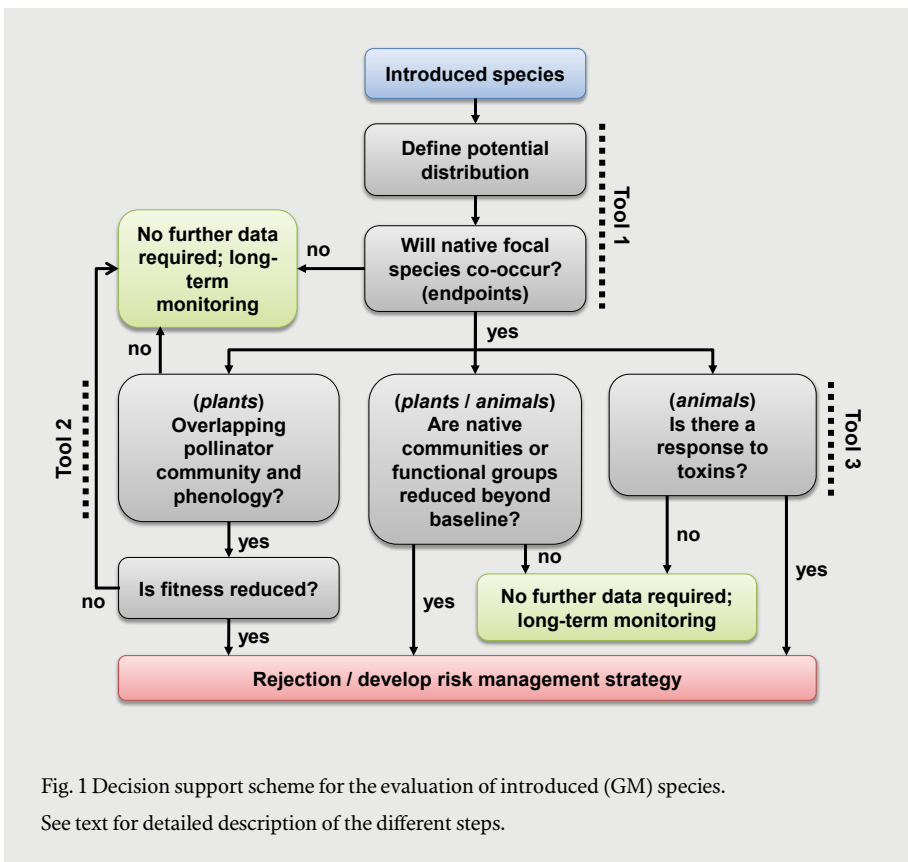 Introduced species
Define potential
distribution
Tool 1
No further data
required; long-
term
monitoring
no
Will native focal
species co-occur?
(endpoints)
yes
no
Tool 2
(plants)
Overlapping
pollinator
community and
phenology?
(plants / animals)
Are native
communities or
functional groups
reduced beyond
baseline?
(animals)
Is there a
response to
toxins?
Tool 3
yes
no
no
yes
Is fitness reduced?
no
yes
No further data required;
long-term monitoring
yes
Rejection / develop risk management strategy
Fig. 1 Decision support scheme for the evaluation of introduced (GM) species.
See text for detailed description of the different steps.